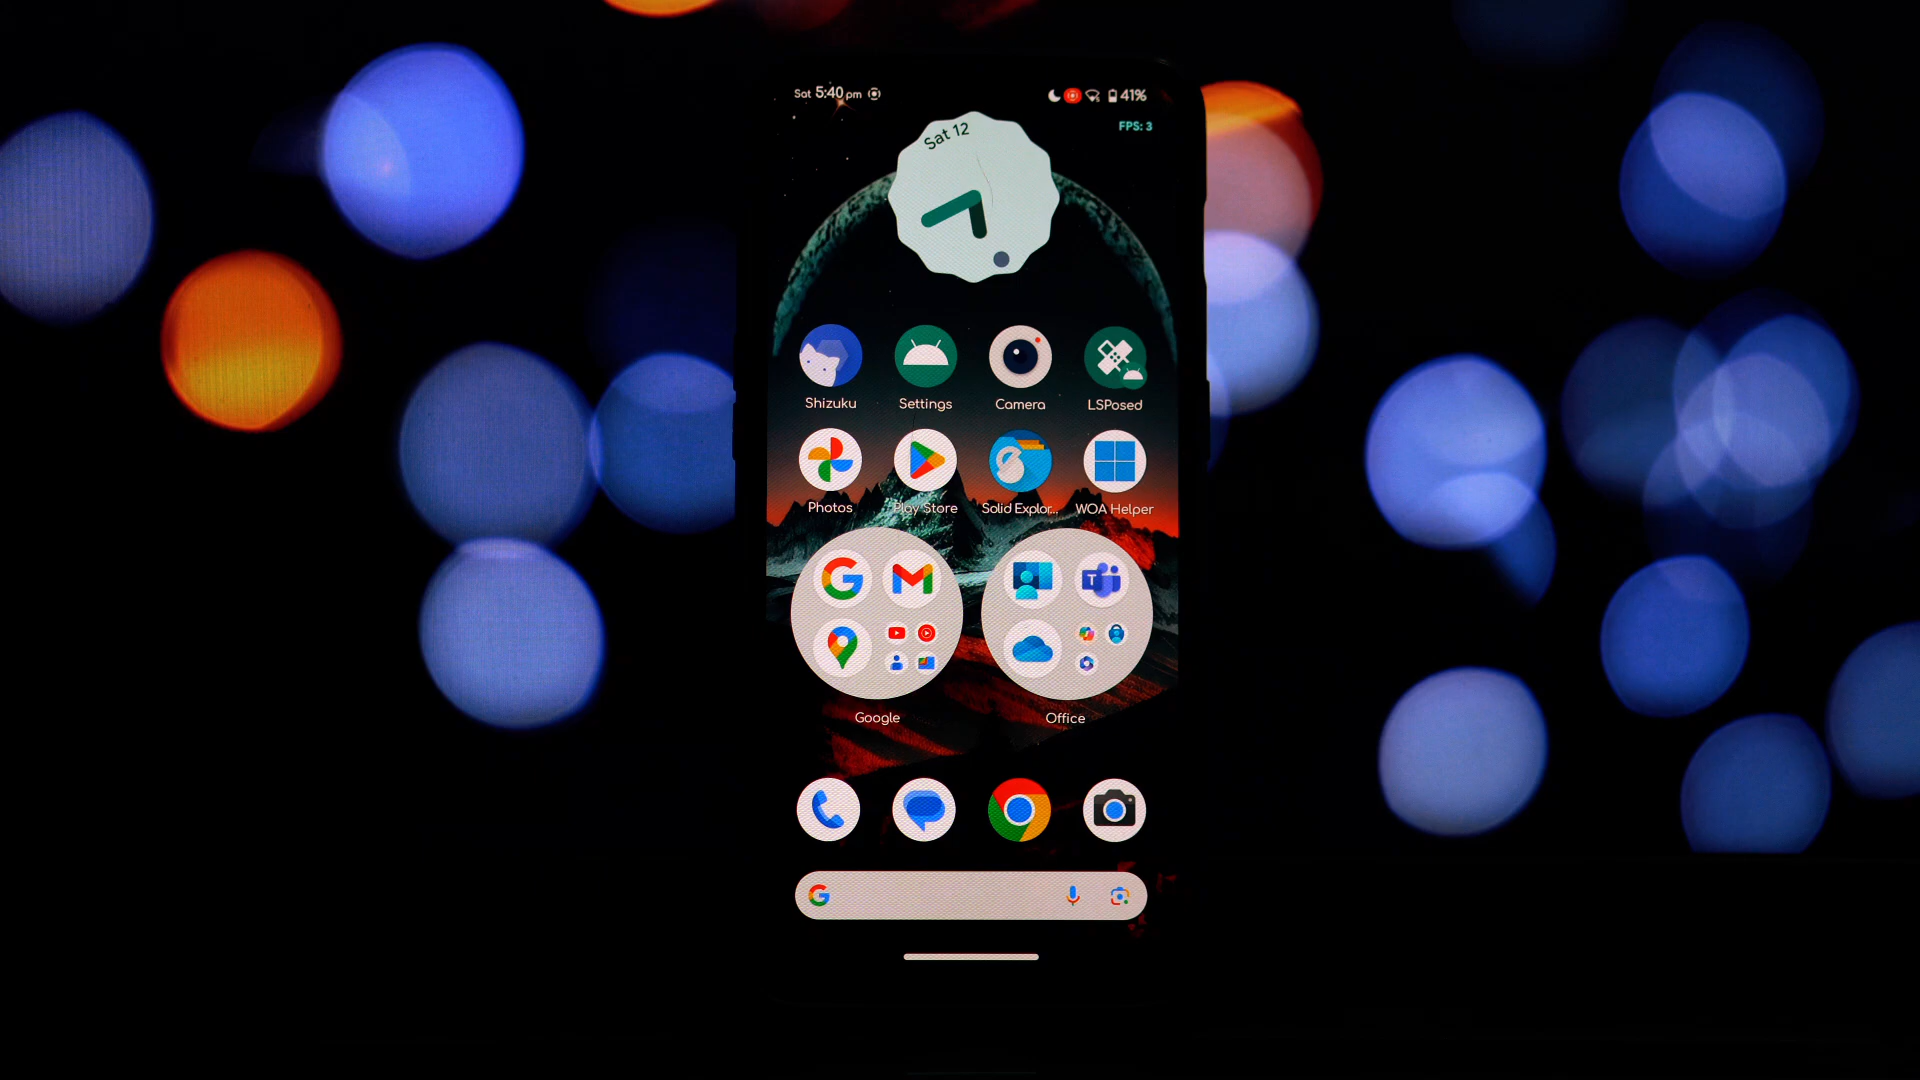 Sat 5:40 pm 41%
FPS: 3
Sat 12
Shizuku Settings Camera LSPosed
Photos Play Store Solid Explor... WOA Helper
Google Office